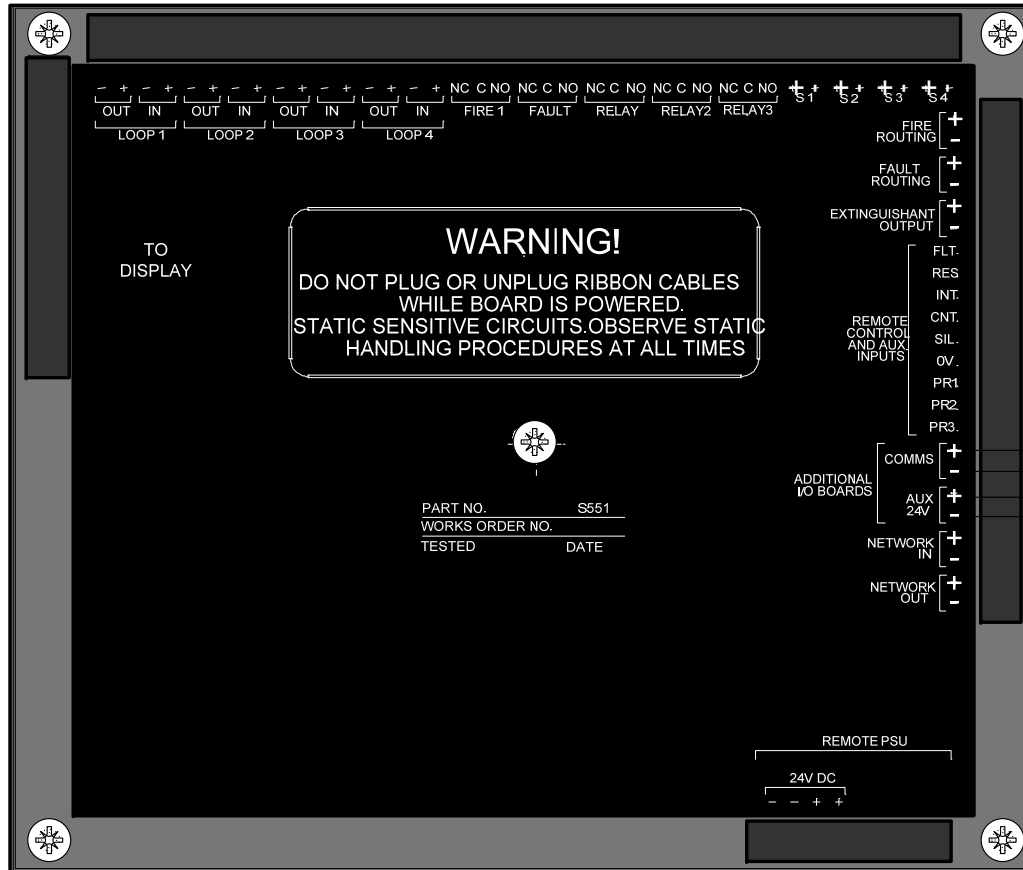 - + - + - + - + - + - + - + - + NC C NO NC C NO NC C NO NC C NO NC C NO + - + - + - + -
OUT IN OUT IN OUT IN OUT IN FIRE 1 FAULT RELAY RELAY2 RELAY3 S1 S2 S3 S4
LOOP 1 LOOP 2 LOOP 3 LOOP 4
FIRE +
ROUTING -
FAULT +
ROUTING -
EXTINGUISHANT +
OUTPUT -
TO
DISPLAY
WARNING!
DO NOT PLUG OR UNPLUG RIBBON CABLES
WHILE BOARD IS POWERED.
STATIC SENSITIVE CIRCUITS.OBSERVE STATIC
HANDLING PROCEDURES AT ALL TIMES
REMOTE
CONTROL
AND AUX.
INPUTS
FLT.
RES.
INT.
CNT.
SIL.
0V.
PR1.
PR2.
PR3.
ADDITIONAL
I/O BOARDS
COMMS +
-
AUX +
24V -
NETWORK +
IN -
NETWORK +
OUT -
PART NO. S551
WORKS ORDER NO.
TESTED DATE
REMOTE PSU
24V DC
- - + +